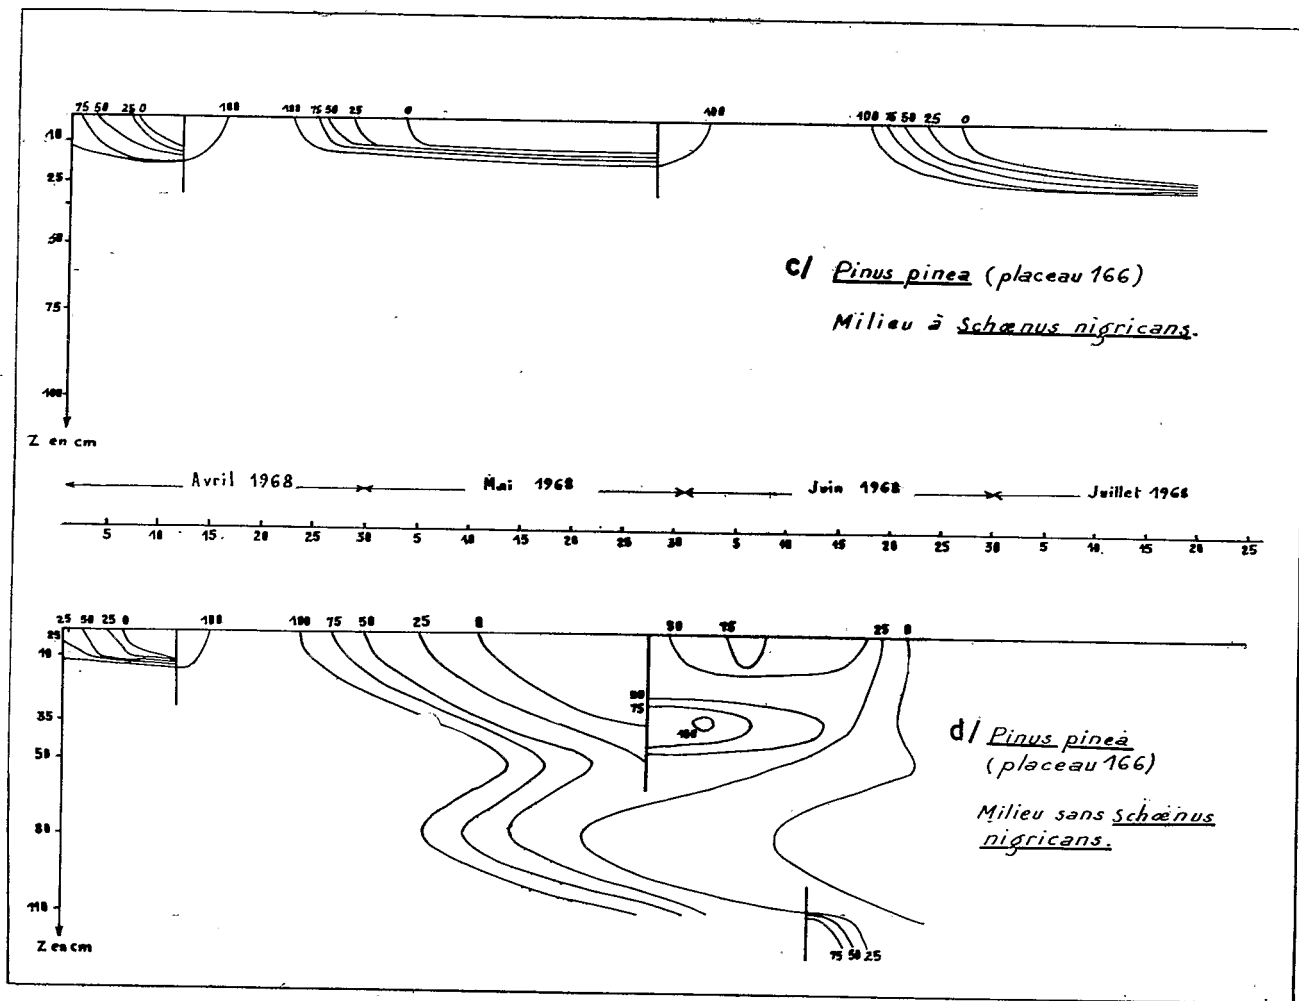 75 50 25 0 100 100 75 50 25 0 100 100 75 50 25 0
10
25
50
75
100
Z en cm
c/ Pinus pinea (placeau 166)
Milieu à Schœnus nigricans.
Avril 1968 Mai 1968 Juin 1968 Juillet 1968
5 10 15 20 25 30 5 10 15 20 25 30 5 10 15 20 25 30 5 10 15 20 25
25 50 25 0 100 100 75 50 25 0 50 75 25 0
25
10
35
50
80
110
Z en cm
50
75
100
75 50 25
d/ Pinus pinea
(placeau 166)
Milieu sans Schœnus
nigricans.